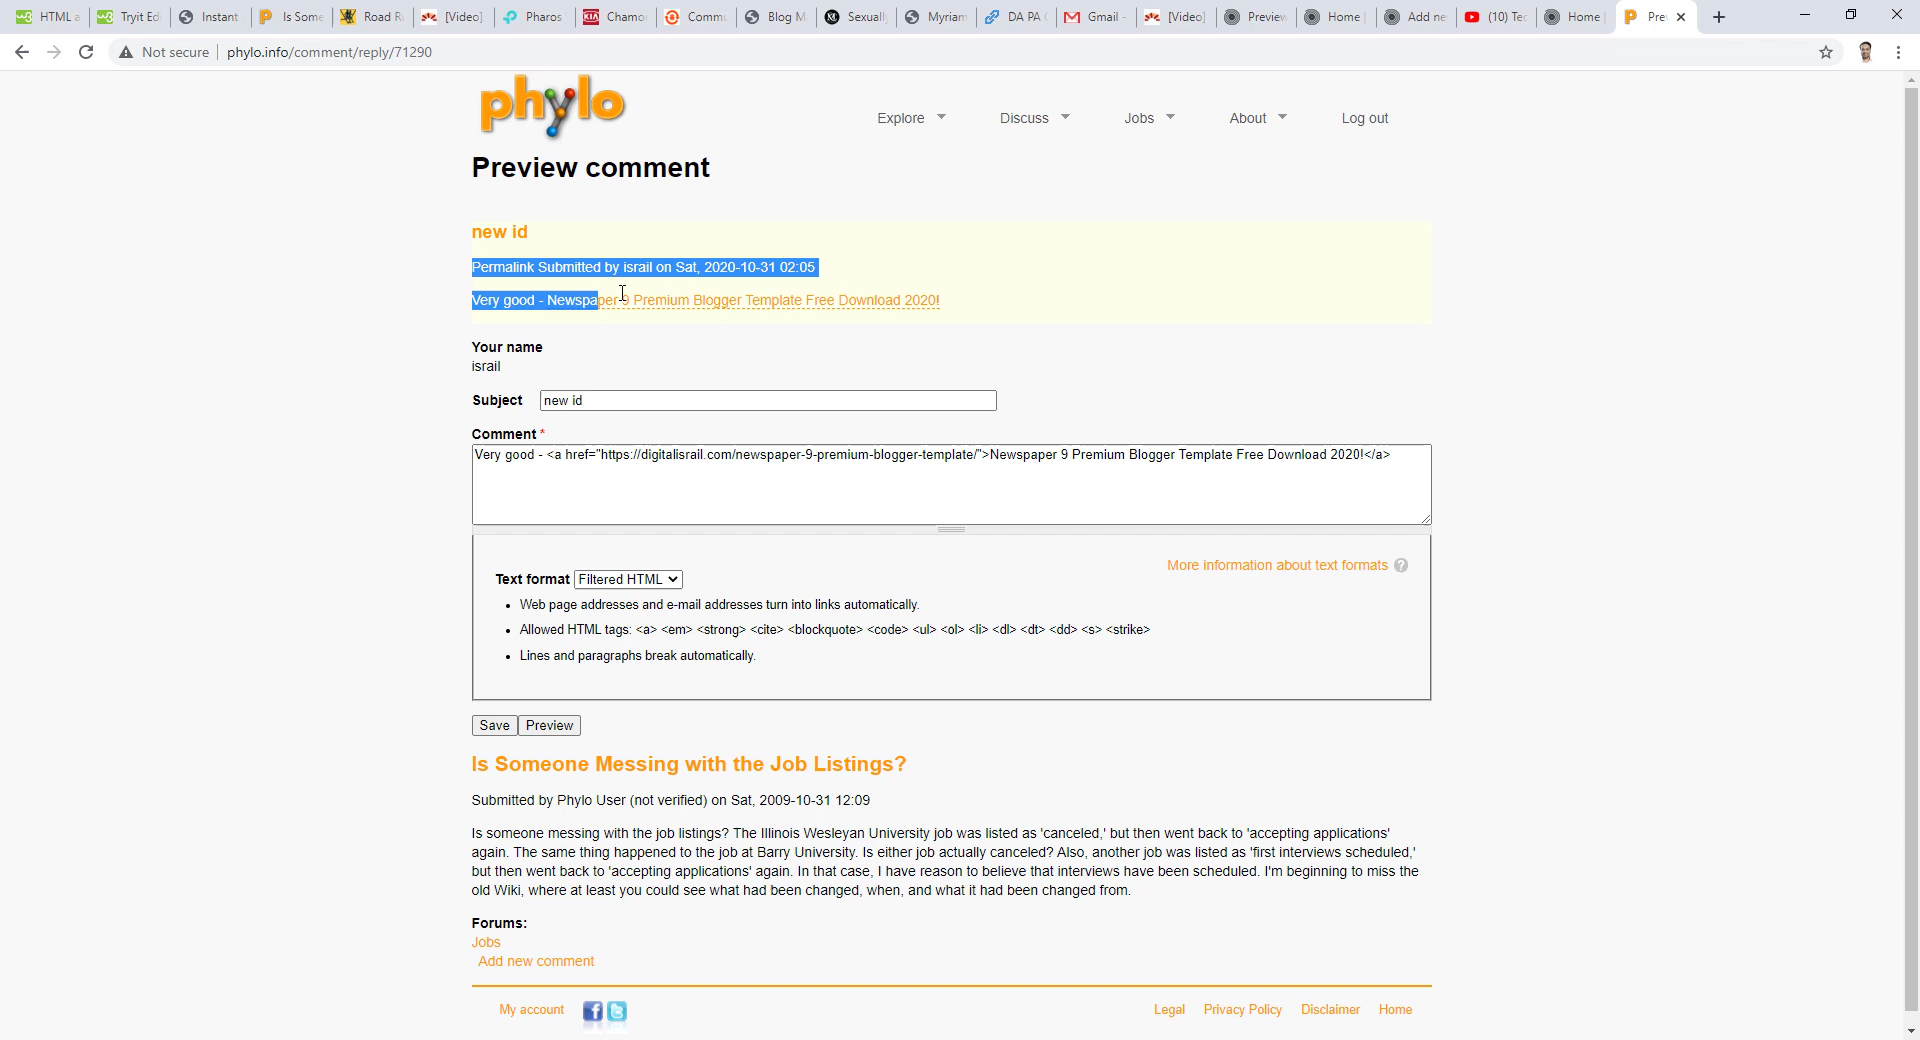 HTML
Tryit Ed
Instant
Is Some
Road R
[Video]
Pharos
KIA
Chamo
Commu
Blog M
Sexuall
Myriam
DA PA
Gmail -
[Video]
Preview
Home
Add ne
(10) Te
Home
Pre
Not secure
phylo.info/comment/reply/71290
phylo
Explore
Discuss
Jobs
About
Log out
Preview comment
new id
Permalink Submitted by israil on Sat, 2020-10-31 02:05
Very good - Newspaper 9 Premium Blogger Template Free Download 2020!
Your name
israil
Subject new id
Comment *
Very good - <a href="https://digitalisrail.com/newspaper-9-premium-blogger-template/">Newspaper 9 Premium Blogger Template Free Download 2020!</a>
More information about text formats ?
Text format Filtered HTML
• Web page addresses and e-mail addresses turn into links automatically.
• Allowed HTML tags: <a> <em> <strong> <cite> <blockquote> <code> <ul> <ol> <li> <dl> <dt> <dd> <s> <strike>
• Lines and paragraphs break automatically.
Save Preview
Is Someone Messing with the Job Listings?
Submitted by Phylo User (not verified) on Sat, 2009-10-31 12:09
Is someone messing with the job listings? The Illinois Wesleyan University job was listed as 'canceled,' but then went back to 'accepting applications'
again. The same thing happened to the job at Barry University. Is either job actually canceled? Also, another job was listed as 'first interviews scheduled,'
but then went back to 'accepting applications' again. In that case, I have reason to believe that interviews have been scheduled. I'm beginning to miss the
old Wiki, where at least you could see what had been changed, when, and what it had been changed from.
Forums:
Jobs
Add new comment
My account
Legal Privacy Policy Disclaimer Home